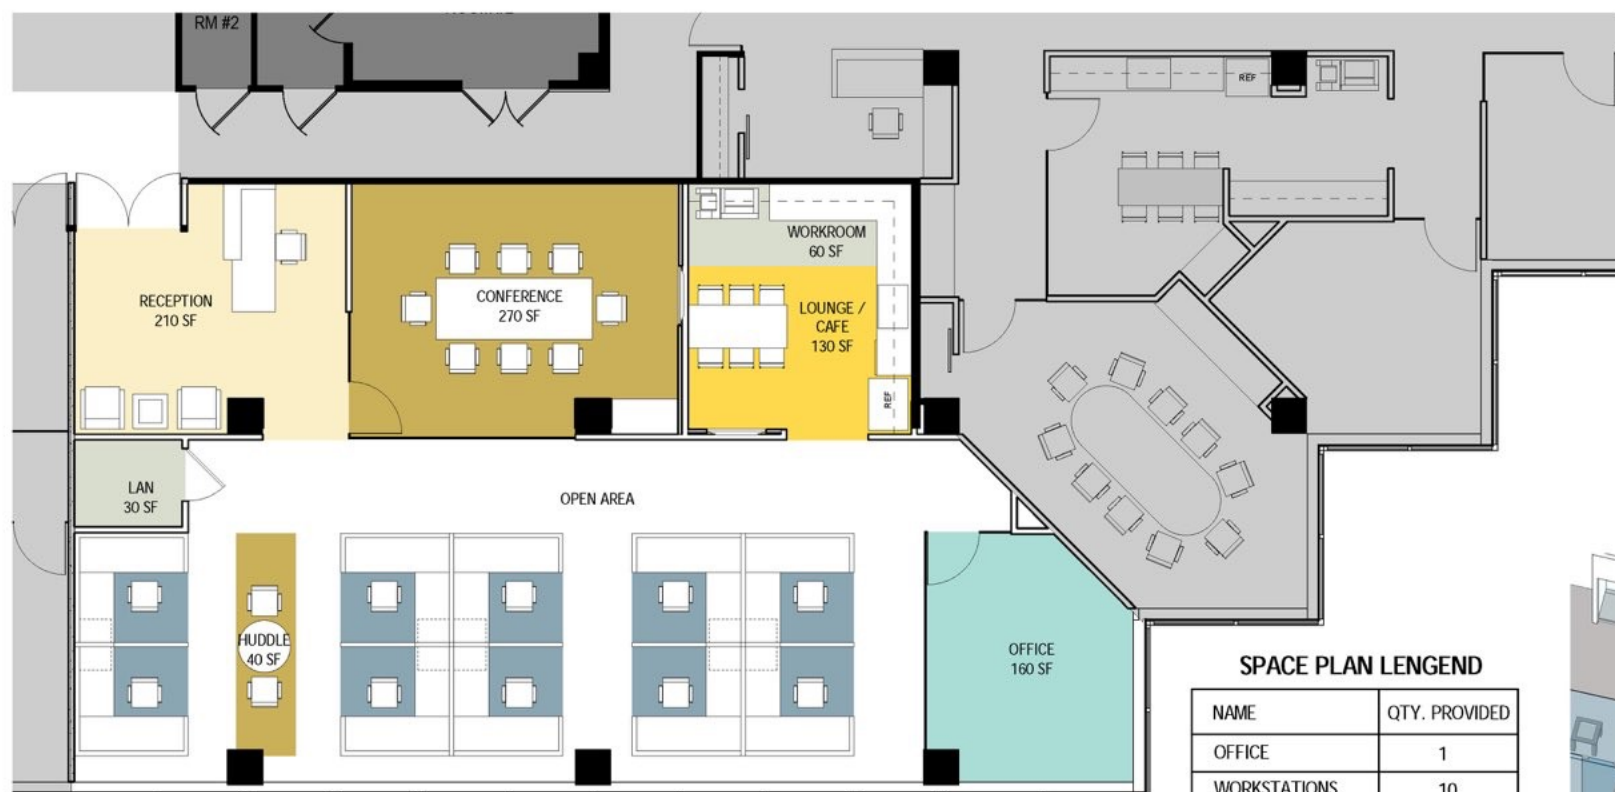 RM #2
REF
WORKROOM
60 SF
RECEPTION
210 SF
CONFERENCE
270 SF
LOUNGE /
CAFE
130 SF
REF
LAN
30 SF
OPEN AREA
HUDDLE
40 SF
OFFICE
160 SF
SPACE PLAN LENGEND
NAME QTY. PROVIDED
OFFICE 1
WORKSTATIONS 10